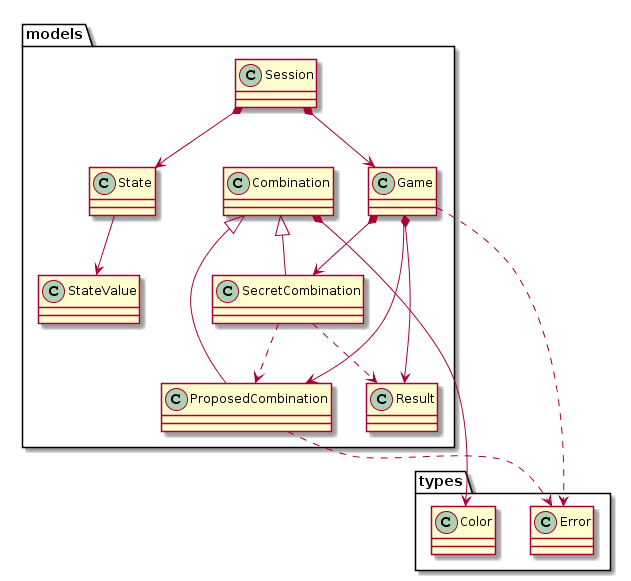 models
C Session
C State
C Combination
C Game
C StateValue
C SecretCombination
C ProposedCombination
C Result
types
C Color
C Error